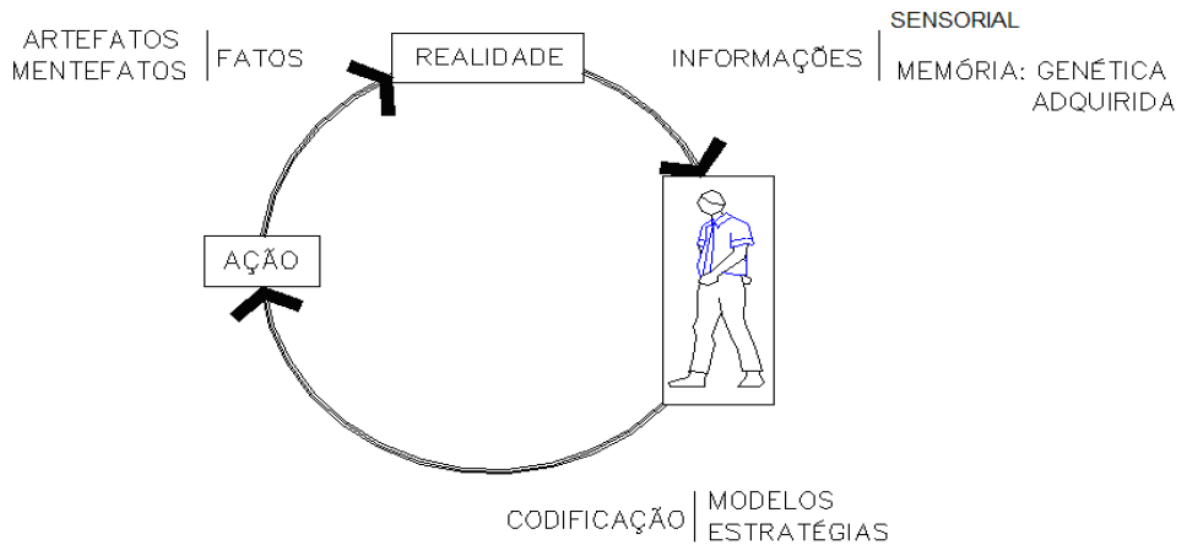 ARTEFATOS
MENTEFATOS
FATOS
REALIDADE
INFORMAÇÕES
SENSORIAL
MEMÓRIA: GENÉTICA
ADQUIRIDA
AÇÃO
CODIFICAÇÃO
MODELOS
ESTRATÉGIAS